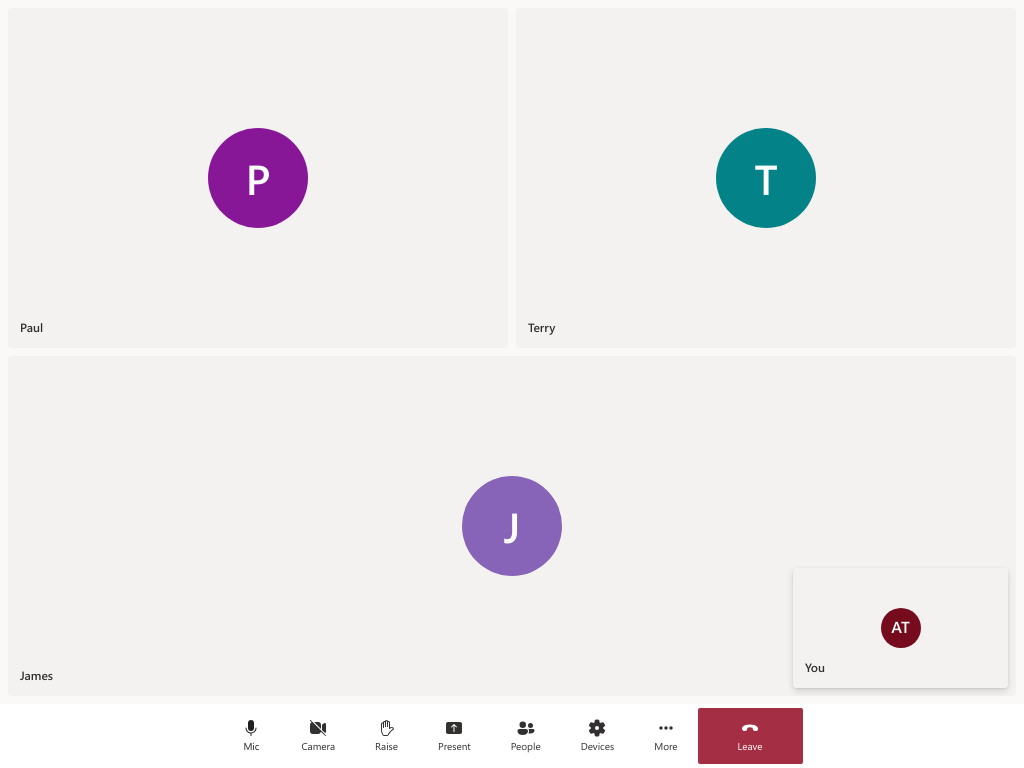 P
T
Paul
Terry
J
AT
You
James
Mic
Camera
Raise
Present
People
Devices
More
Leave